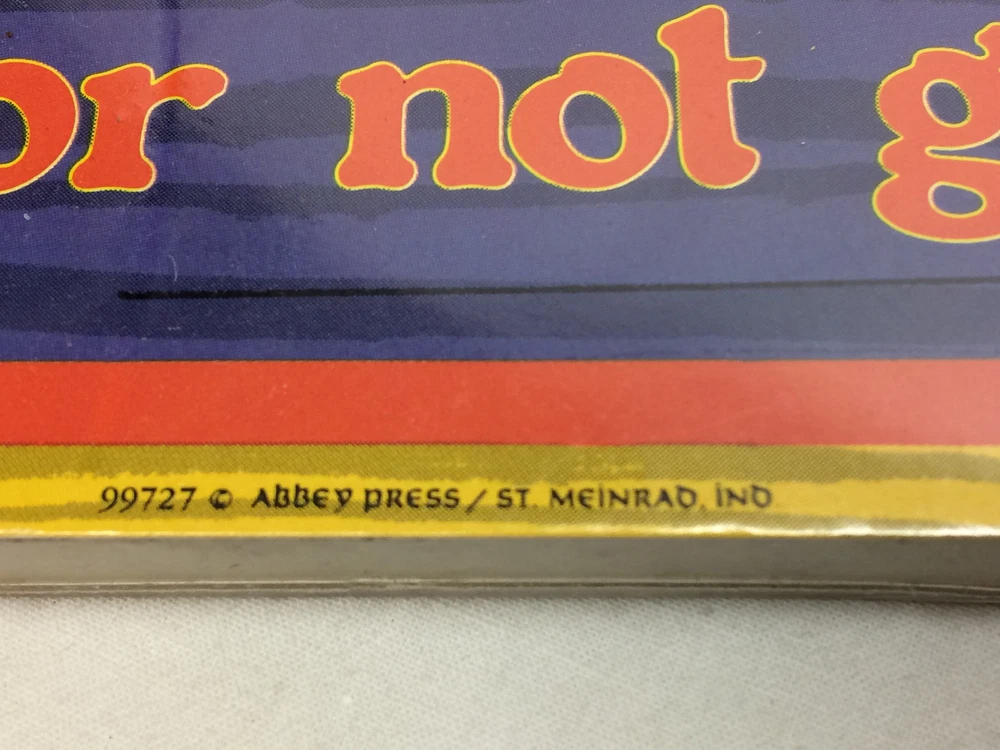 or not g
99727 © ABBEY PRESS / ST. MEINRAD, IND